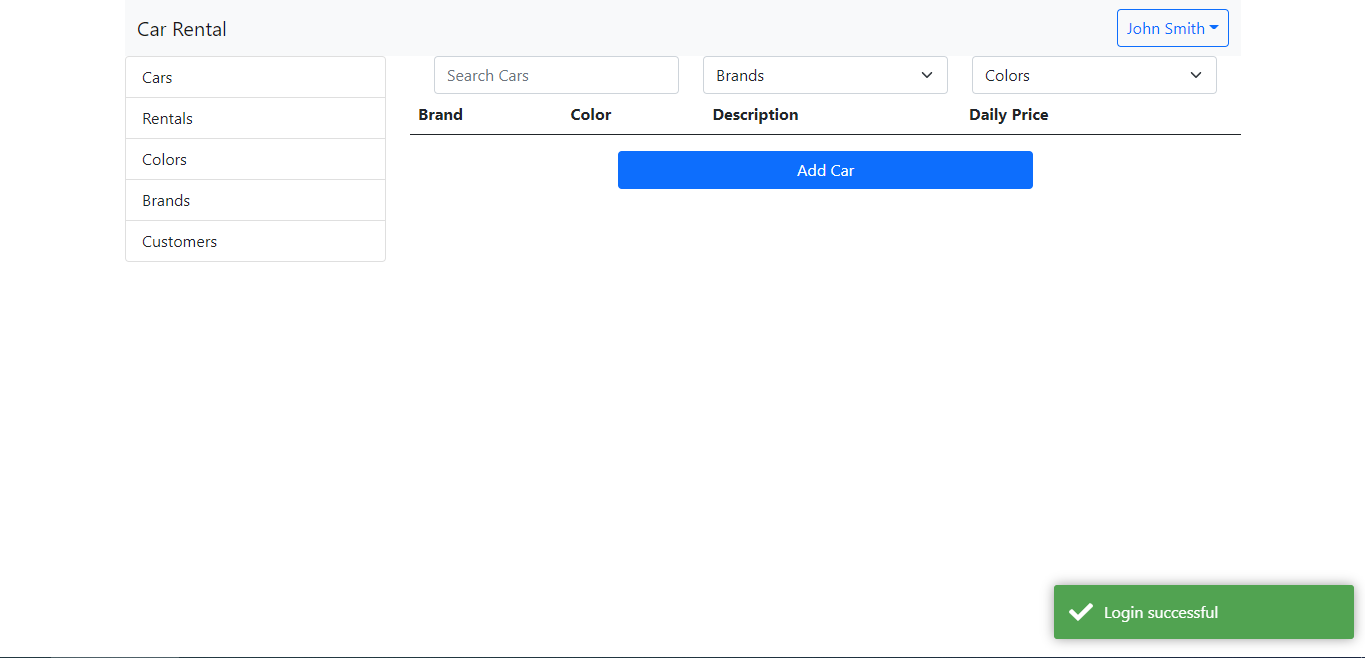 Car Rental
John Smith
Cars
Rentals
Colors
Brands
Customers
Search Cars
Brands
Colors
Brand Color Description Daily Price
Add Car
Login successful